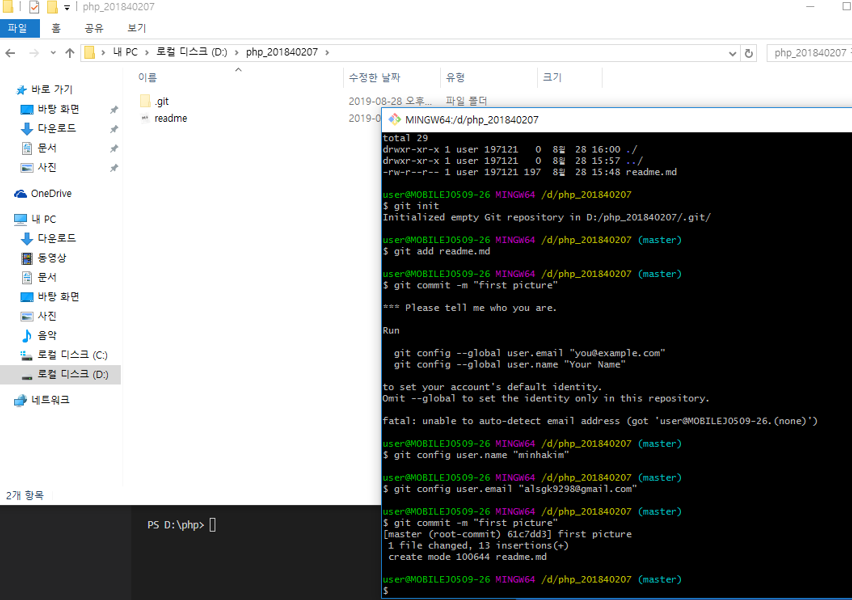 php_201840207
파일 홈 공유 보기
내 PC > 로컬 디스크 (D:) > php_201840207 >
php_201840207
이름 수정한 날짜 유형 크기
바로 가기
.git 2019-08-28 오후... 파일 폴더
바탕 화면
readme 2019-0
다운로드
문서
사진
OneDrive
내 PC
다운로드
동영상
문서
바탕 화면
사진
음악
로컬 디스크 (C:)
로컬 디스크 (D:)
네트워크
2개 항목
PS D:\php>
MINGW64:/d/php_201840207
total 29
drwxr-xr-x 1 user 197121 0 8월 28 16:00 ./
drwxr-xr-x 1 user 197121 0 8월 28 15:57 ../
-rw-r--r-- 1 user 197121 197 8월 28 15:48 readme.md
user@MOBILEJ0509-26 MINGW64 /d/php_201840207
$ git init
Initialized empty Git repository in D:/php_201840207/.git/
user@MOBILEJ0509-26 MINGW64 /d/php_201840207 (master)
$ git add readme.md
user@MOBILEJ0509-26 MINGW64 /d/php_201840207 (master)
$ git commit -m "first picture"
*** Please tell me who you are.
Run
git config --global user.email "you@example.com"
git config --global user.name "Your Name"
to set your account's default identity.
Omit --global to set the identity only in this repository.
fatal: unable to auto-detect email address (got 'user@MOBILEJ0509-26.(none)')
user@MOBILEJ0509-26 MINGW64 /d/php_201840207 (master)
$ git config user.name "minhakim"
user@MOBILEJ0509-26 MINGW64 /d/php_201840207 (master)
$ git config user.email "alsgk9298@gmail.com"
user@MOBILEJ0509-26 MINGW64 /d/php_201840207 (master)
$ git commit -m "first picture"
[master (root-commit) 61c7dd3] first picture
1 file changed, 13 insertions(+)
create mode 100644 readme.md
user@MOBILEJ0509-26 MINGW64 /d/php_201840207 (master)
$